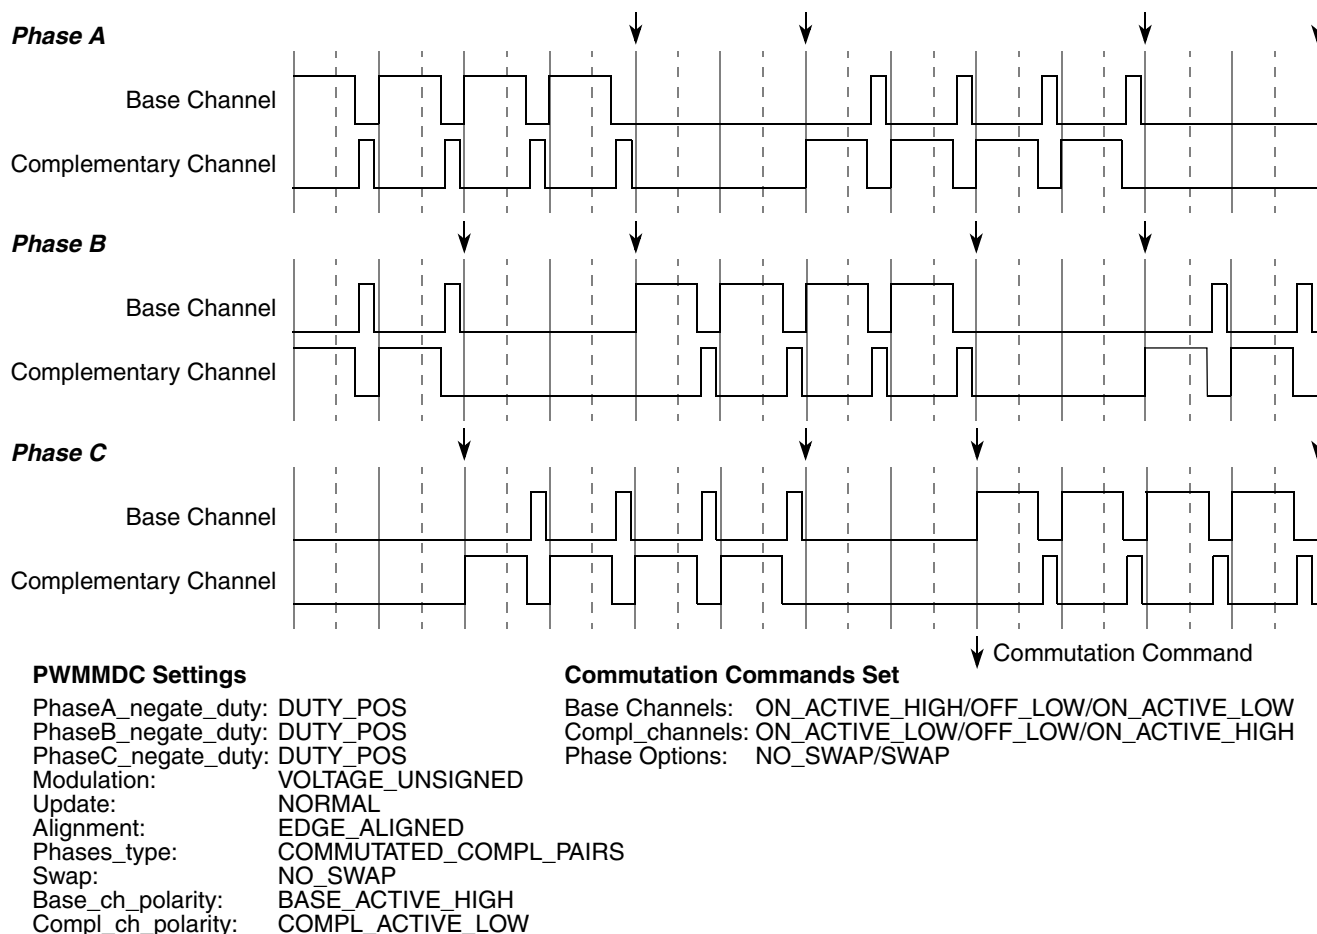 Phase A
Base Channel
Complementary Channel
Phase B
Base Channel
Complementary Channel
Phase C
Base Channel
Complementary Channel
Commutation Command
PWMMDC Settings
PhaseA_negate_duty: DUTY_POS
PhaseB_negate_duty: DUTY_POS
PhaseC_negate_duty: DUTY_POS
Modulation: VOLTAGE_UNSIGNED
Update: NORMAL
Alignment: EDGE_ALIGNED
Phases_type: COMMUTATED_COMPL_PAIRS
Swap: NO_SWAP
Base_ch_polarity: BASE_ACTIVE_HIGH
Compl_ch_polarity: COMPL_ACTIVE_LOW
Commutation Commands Set
Base Channels: ON_ACTIVE_HIGH/OFF_LOW/ON_ACTIVE_LOW
Compl_channels: ON_ACTIVE_LOW/OFF_LOW/ON_ACTIVE_HIGH
Phase Options: NO_SWAP/SWAP